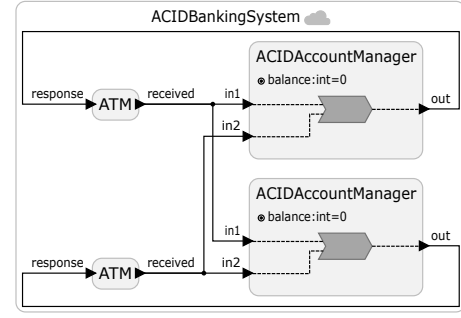 ACIDBankingSystem
ACIDAccountManager
balance:int=0
response
ATM
received
in1
in2
out
ACIDAccountManager
balance:int=0
in1
response
ATM
received
in2
out